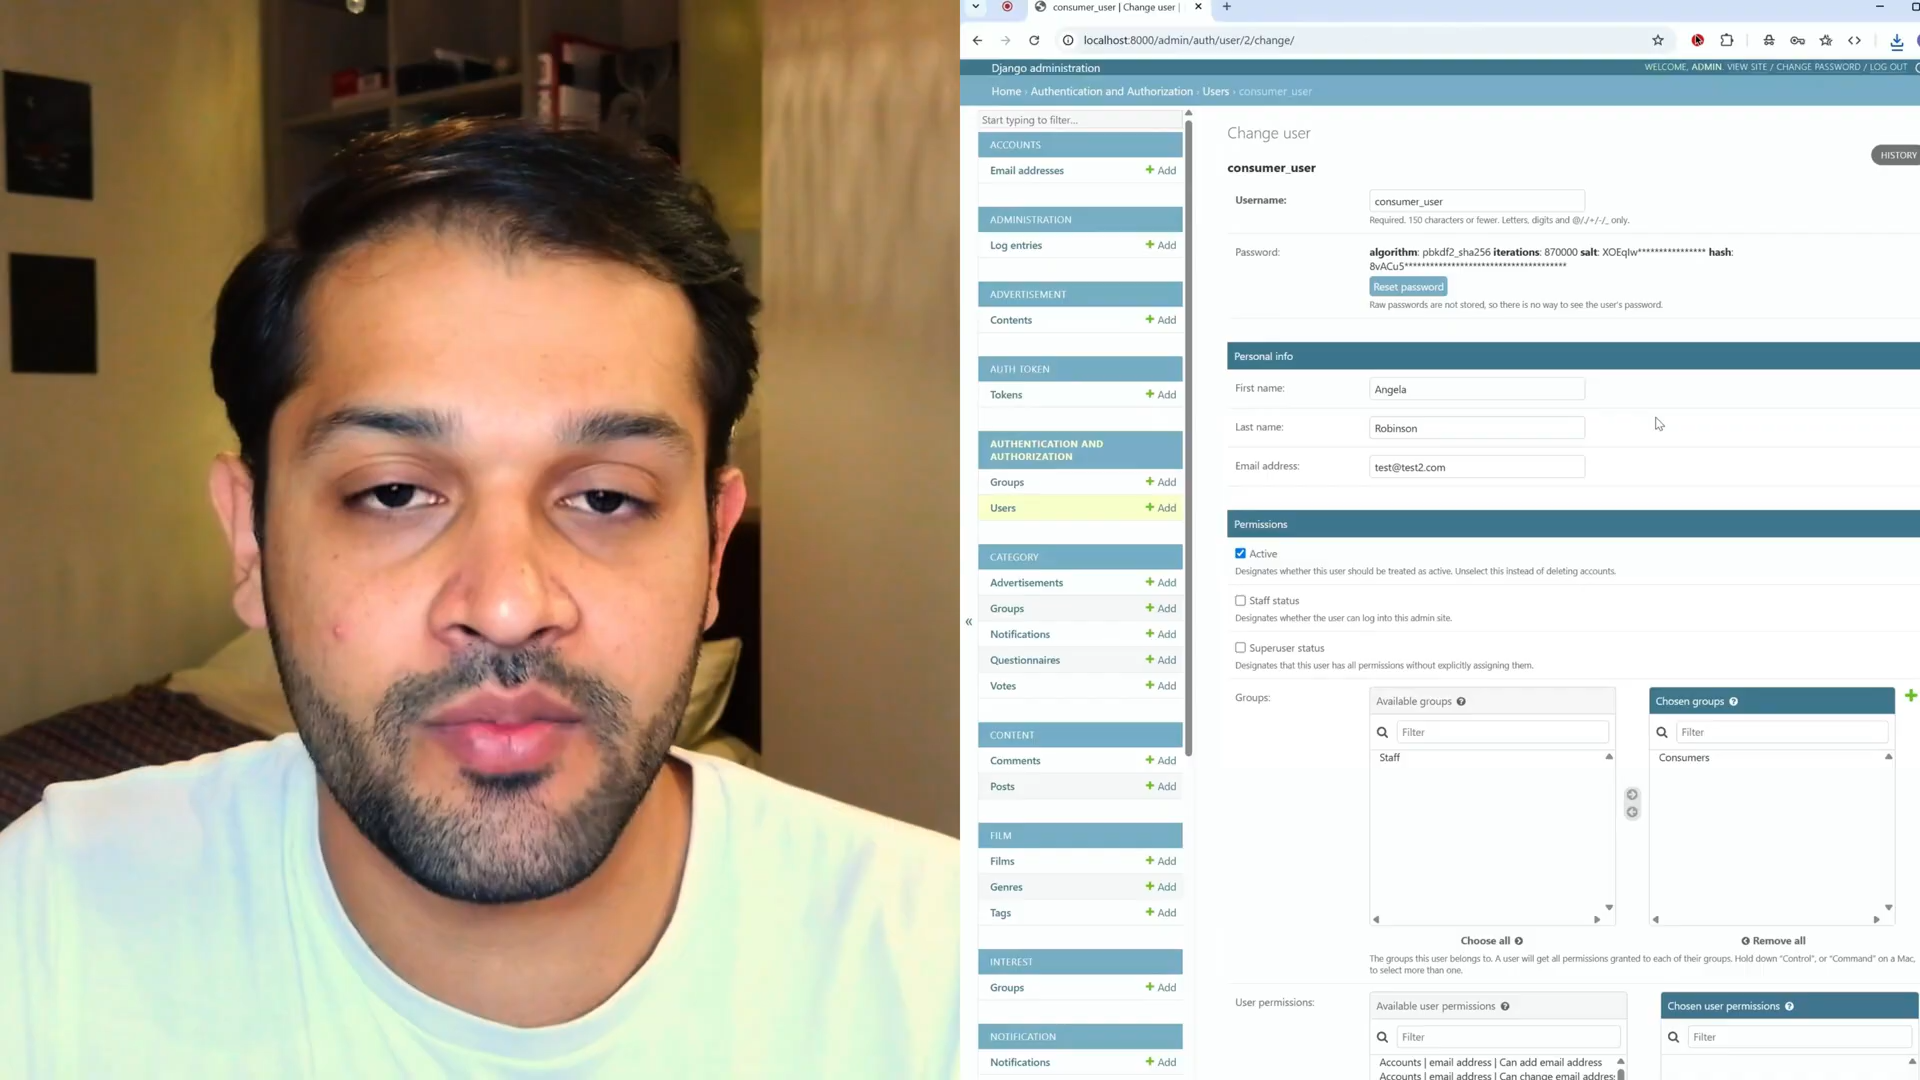 consumer_user | Change user |
localhost:8000/admin/auth/user/2/change/
Django administration
WELCOME, ADMIN. VIEW SITE / CHANGE PASSWORD / LOG OUT
Home › Authentication and Authorization › Users › consumer_user
Start typing to filter...
ACCOUNTS
Email addresses + Add
ADMINISTRATION
Log entries + Add
ADVERTISEMENT
Contents + Add
AUTH TOKEN
Tokens + Add
AUTHENTICATION AND
AUTHORIZATION
Groups + Add
Users + Add
CATEGORY
Advertisements + Add
Groups + Add
Notifications + Add
Questionnaires + Add
Votes + Add
CONTENT
Comments + Add
Posts + Add
FILM
Films + Add
Genres + Add
Tags + Add
INTEREST
Groups + Add
NOTIFICATION
Notifications + Add
Change user
HISTORY
consumer_user
Username: consumer_user
Required. 150 characters or fewer. Letters, digits and @/./+/-/_ only.
Password: algorithm: pbkdf2_sha256 iterations: 870000 salt: XOEqIw**************** hash:
8vACu5**************************************
Reset password
Raw passwords are not stored, so there is no way to see the user's password.
Personal info
First name: Angela
Last name: Robinson
Email address: test@test2.com
Permissions
Active
Designates whether this user should be treated as active. Unselect this instead of deleting accounts.
Staff status
Designates whether the user can log into this admin site.
Superuser status
Designates that this user has all permissions without explicitly assigning them.
Groups: Available groups Chosen groups
Filter Filter
Staff Consumers
Choose all Remove all
The groups this user belongs to. A user will get all permissions granted to each of their groups. Hold down “Control”, or “Command” on a Mac,
to select more than one.
User permissions: Available user permissions Chosen user permissions
Filter Filter
Accounts | email address | Can add email address
Accounts | email address | Can change email address